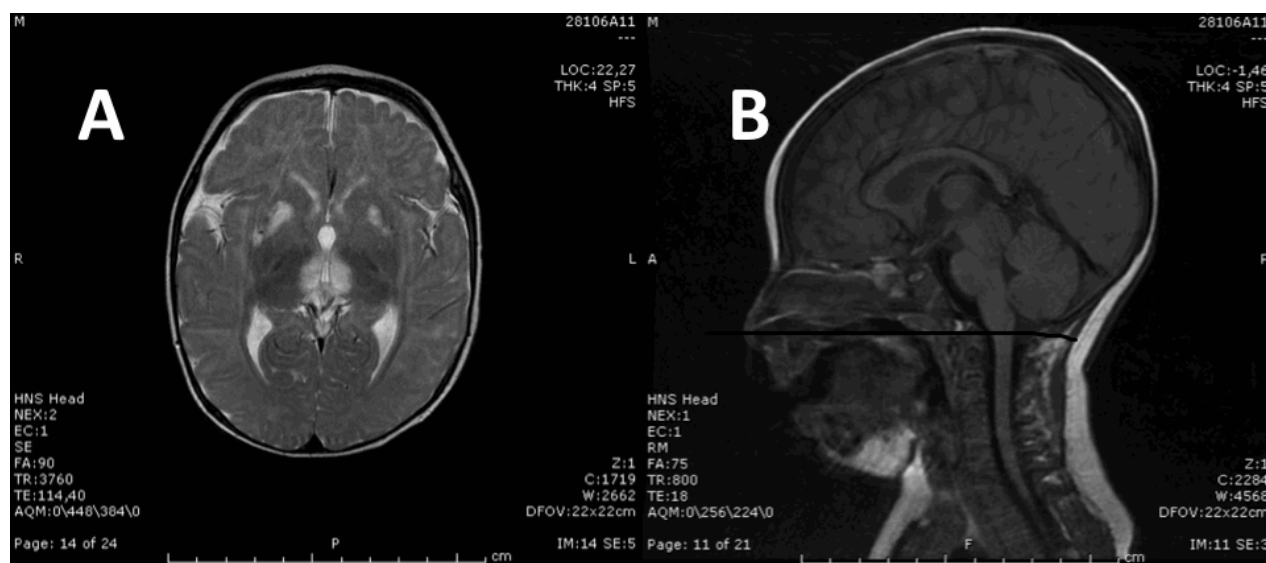 M
28106A11
---
LOC:22,27
THK:4 SP:5
HFS
A
R
L
HNS Head
NEX:2
EC:1
SE
FA:90
TR:3760
TE:114,40
AQM:0\448\384\0
Z:1
C:1719
W:2662
DFOV:22x22cm
Page: 14 of 24
P
IM:14 SE:5
cm
M
28106A11
---
LOC:-1,46
THK:4 SP:5
HFS
B
A
HNS Head
NEX:1
EC:1
RM
FA:75
TR:800
TE:18
AQM:0\256\224\0
Z:1
C:2284
W:4568
DFOV:22x22cm
Page: 11 of 21
F
IM:11 SE:3
cm